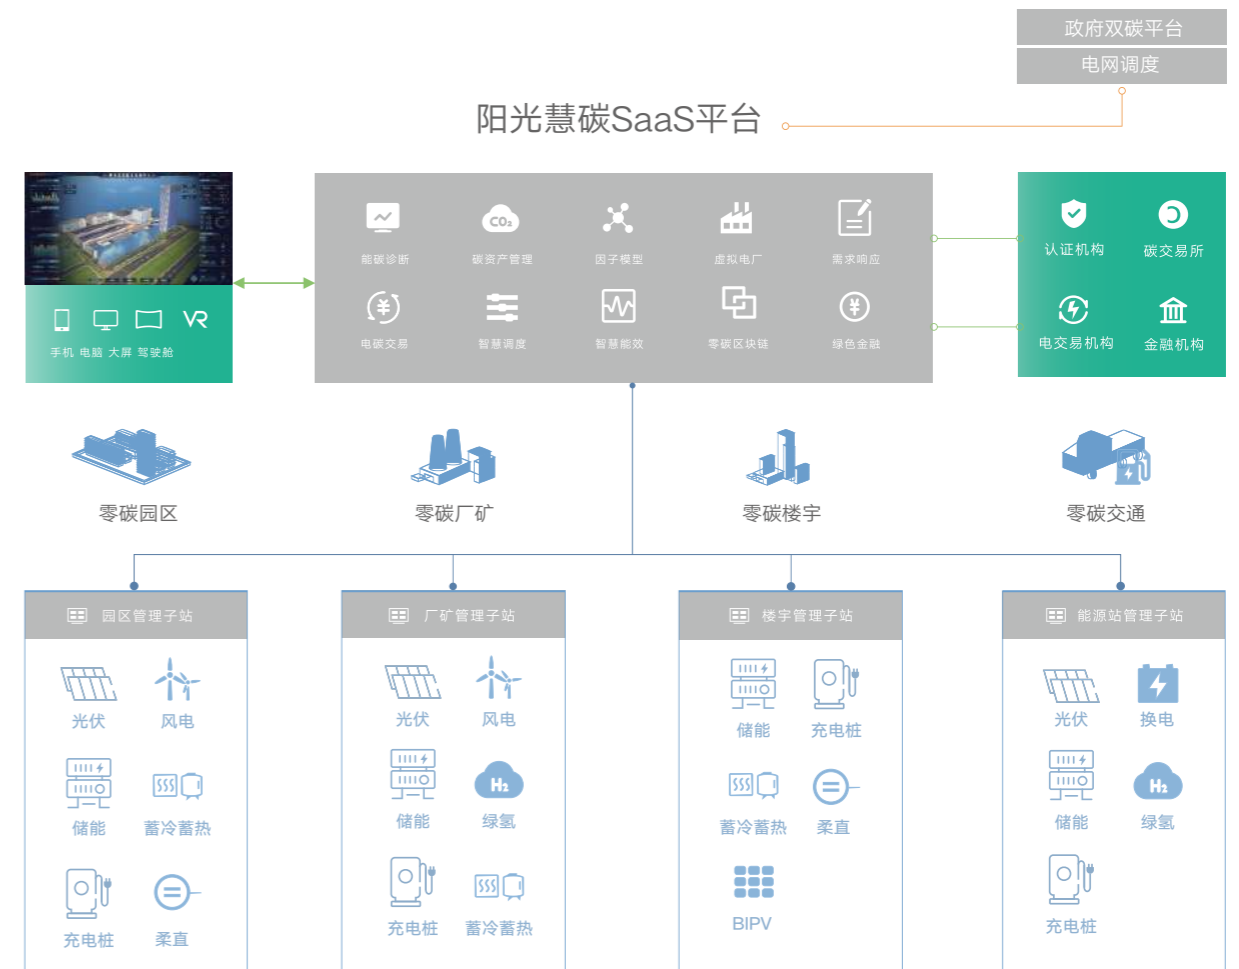 政府双碳平台
电网调度
阳光慧碳SaaS平台
能碳诊断
碳资产管理
CO₂
因子模型
虚拟电厂
需求响应
电碳交易
智慧调度
智慧能效
零碳区块链
绿色金融
VR
手机 电脑 大屏 驾驶舱
认证机构
碳交易所
电交易机构
金融机构
零碳园区
零碳厂矿
零碳楼宇
零碳交通
园区管理子站
光伏
风电
储能
蓄冷蓄热
充电桩
柔直
厂矿管理子站
光伏
风电
储能
H₂
绿氢
充电桩
蓄冷蓄热
楼宇管理子站
储能
充电桩
蓄冷蓄热
柔直
BIPV
能源站管理子站
光伏
换电
储能
H₂
绿氢
充电桩